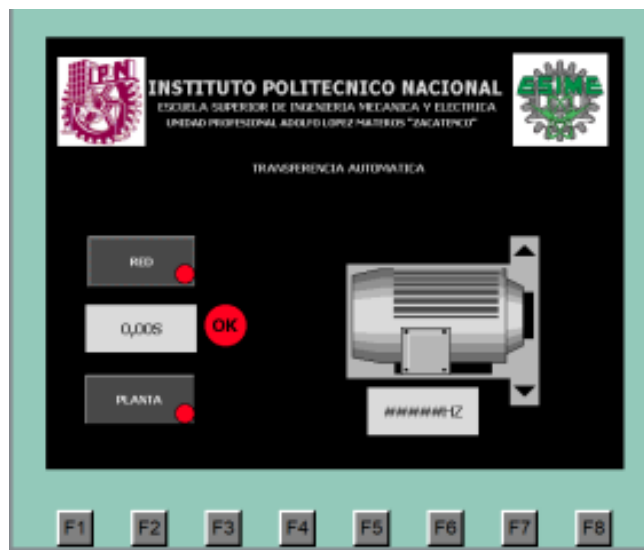 IPN
INSTITUTO POLITECNICO NACIONAL
ESCUELA SUPERIOR DE INGENIERIA MECANICA Y ELECTRICA
UNIDAD PROFESIONAL ADOLFO LOPEZ MATEROS "ZACATENCO"
ESIME
TRANSFERENCIA AUTOMATICA
RED
0,00S
OK
PLANTA
#####HZ
F1 F2 F3 F4 F5 F6 F7 F8